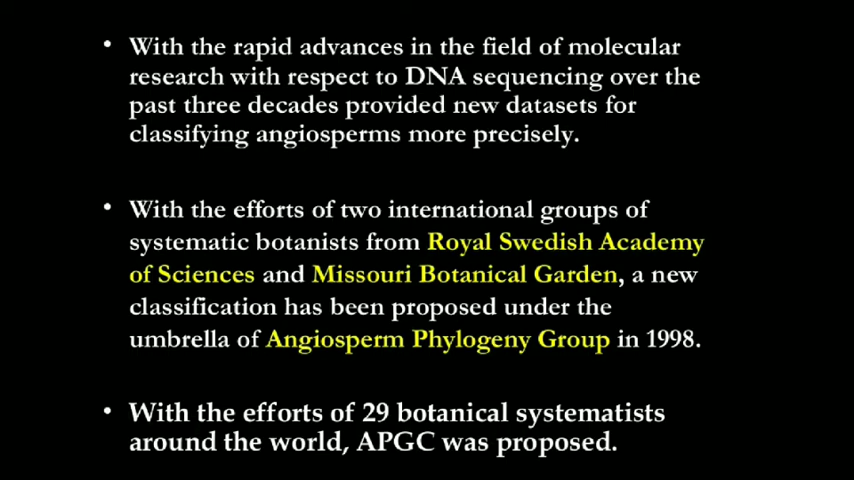 • With the rapid advances in the field of molecular
research with respect to DNA sequencing over the
past three decades provided new datasets for
classifying angiosperms more precisely.
• With the efforts of two international groups of
systematic botanists from Royal Swedish Academy
of Sciences and Missouri Botanical Garden, a new
classification has been proposed under the
umbrella of Angiosperm Phylogeny Group in 1998.
• With the efforts of 29 botanical systematists
around the world, APGC was proposed.